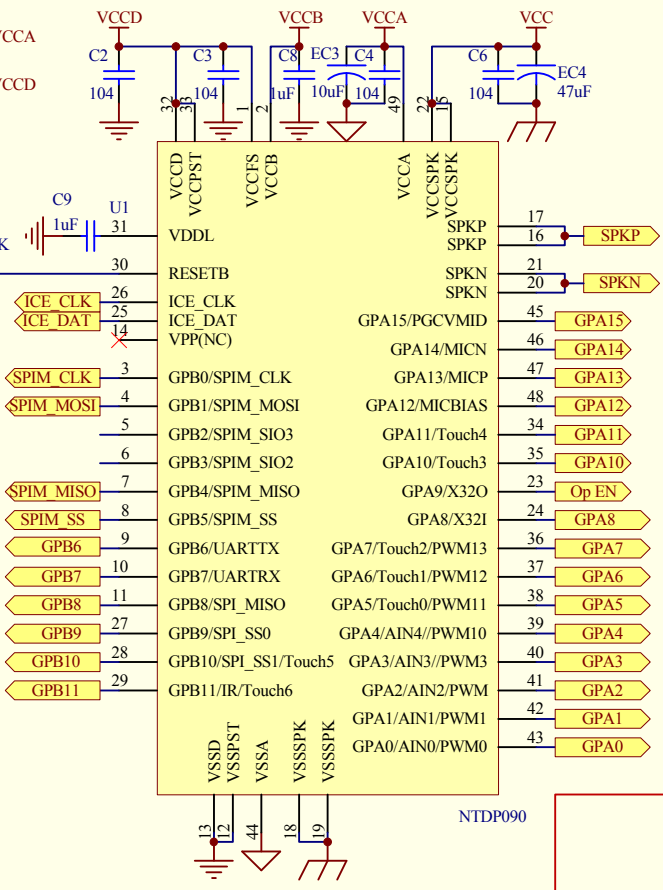 VCCD
VCCB
VCCA
VCC
VCCA
VCCD
C2
104
C3
104
C8
1uF
EC3
10uF
C4
104
C6
104
EC4
47uF
32
33
1
2
49
22
15
VCCD
VCCPST
VCCFS
VCCB
VCCA
VCCSPK
VCCSPK
C9
1uF
U1
K
31 VDDL
30 RESETB
ICE_CLK 26 ICE_CLK
ICE_DAT 25 ICE_DAT
14 VPP(NC)
SPIM_CLK 3 GPB0/SPIM_CLK
SPIM_MOSI 4 GPB1/SPIM_MOSI
5 GPB2/SPIM_SIO3
6 GPB3/SPIM_SIO2
SPIM_MISO 7 GPB4/SPIM_MISO
SPIM_SS 8 GPB5/SPIM_SS
GPB6 9 GPB6/UARTTX
GPB7 10 GPB7/UARTRX
GPB8 11 GPB8/SPI_MISO
GPB9 27 GPB9/SPI_SS0
GPB10 28 GPB10/SPI_SS1/Touch5
GPB11 29 GPB11/IR/Touch6
SPKP 17
SPKP 16
SPKP
SPKN 21
SPKN 20
SPKN
GPA15/PGCVMID 45 GPA15
GPA14/MICN 46 GPA14
GPA13/MICP 47 GPA13
GPA12/MICBIAS 48 GPA12
GPA11/Touch4 34 GPA11
GPA10/Touch3 35 GPA10
GPA9/X32O 23 Op EN
GPA8/X32I 24 GPA8
GPA7/Touch2/PWM13 36 GPA7
GPA6/Touch1/PWM12 37 GPA6
GPA5/Touch0/PWM11 38 GPA5
GPA4/AIN4//PWM10 39 GPA4
GPA3/AIN3//PWM3 40 GPA3
GPA2/AIN2/PWM 41 GPA2
GPA1/AIN1/PWM1 42 GPA1
GPA0/AIN0/PWM0 43 GPA0
VSSD
VSSPST
VSSA
VSSSPK
VSSSPK
13
12
44
18
19
NTDP090